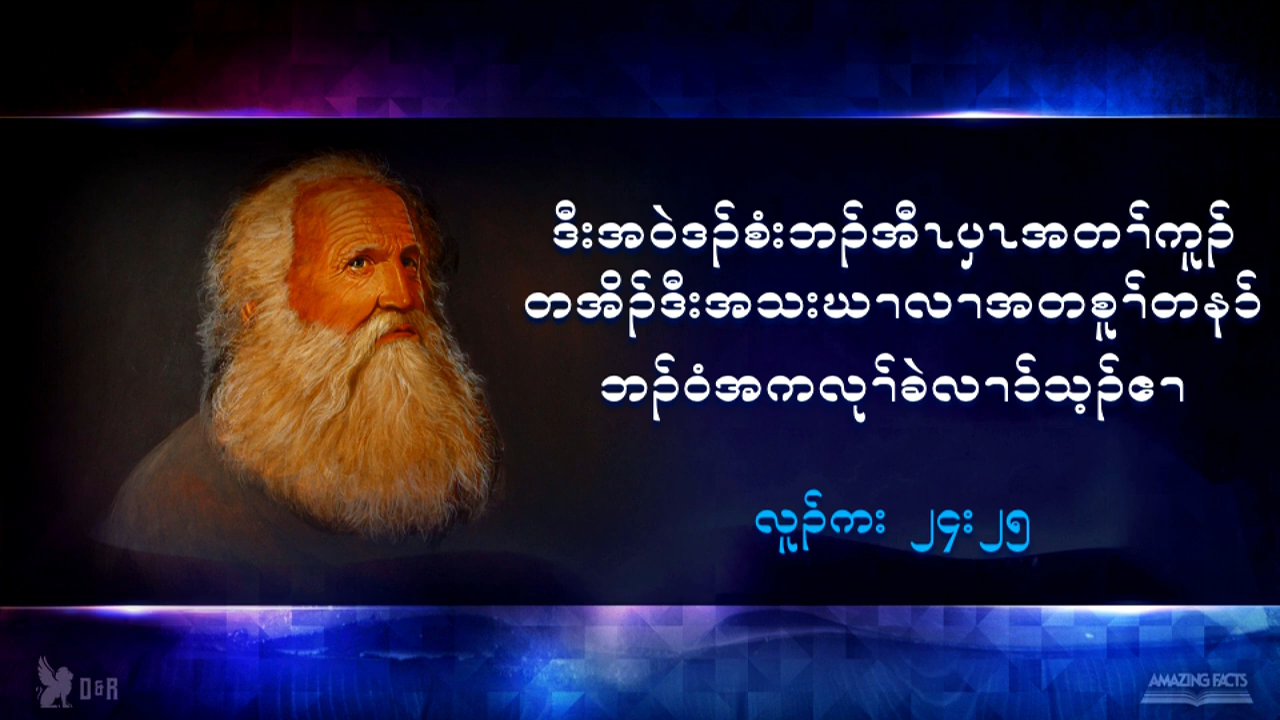 ဒီးအဝဲဒၣ်စံးဘၣ်အီၤပှၤအတၢ်ကူၣ်
တအိၣ်ဒီးအသးဃၢလၢအတစူၢ်တနာ်
ဘၣ်ဝံအကလုၢ်ခဲလၢာ်သ့ၣ်ဧၢ
လူၣ်ကး ၂၄း၂၅
D&R
AMAZING FACTS